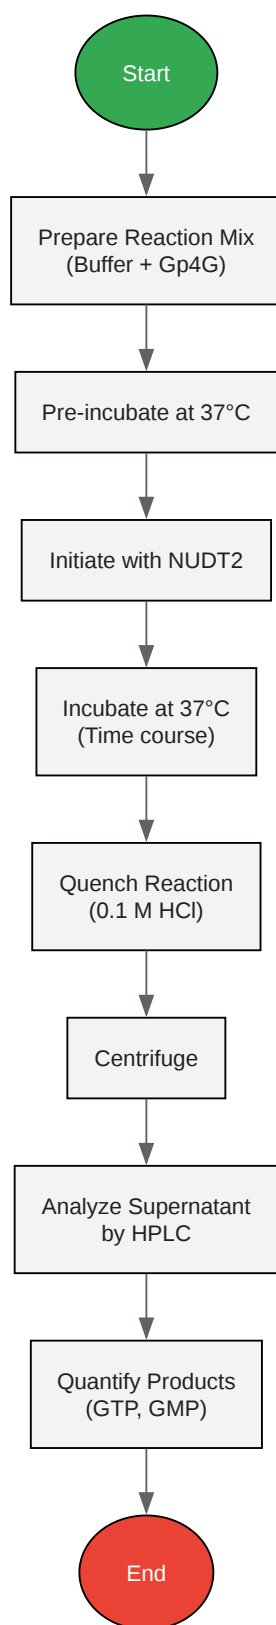 Start
Prepare Reaction Mix
(Buffer + Gp4G)
Pre-incubate at 37°C
Initiate with NUDT2
Incubate at 37°C
(Time course)
Quench Reaction
(0.1 M HCl)
Centrifuge
Analyze Supernatant
by HPLC
Quantify Products
(GTP, GMP)
End